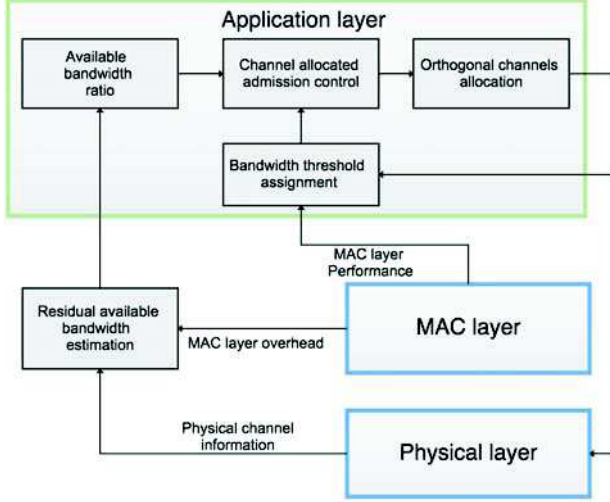 Application layer
Available
bandwidth
ratio
Channel allocated
admission control
Orthogonal channels
allocation
Bandwidth threshold
assignment
MAC layer
Performance
Residual available
bandwidth
estimation
MAC layer overhead
MAC layer
Physical channel
information
Physical layer